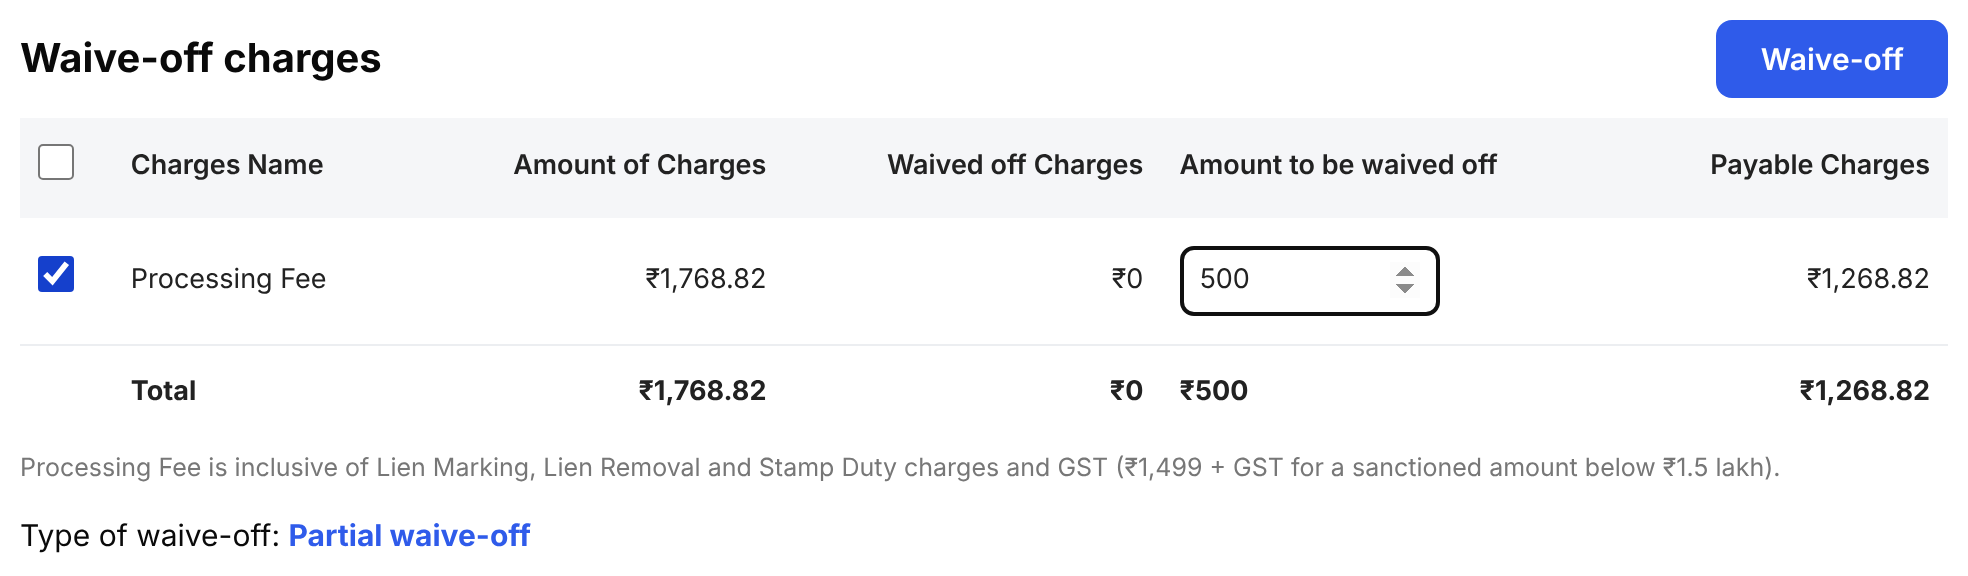 Waive-off charges
Waive-off
Charges Name Amount of Charges Waived off Charges Amount to be waived off Payable Charges
Processing Fee ₹1,768.82 ₹0 500 ₹1,268.82
Total ₹1,768.82 ₹0 ₹500 ₹1,268.82
Processing Fee is inclusive of Lien Marking, Lien Removal and Stamp Duty charges and GST (₹1,499 + GST for a sanctioned amount below ₹1.5 lakh).
Type of waive-off: Partial waive-off